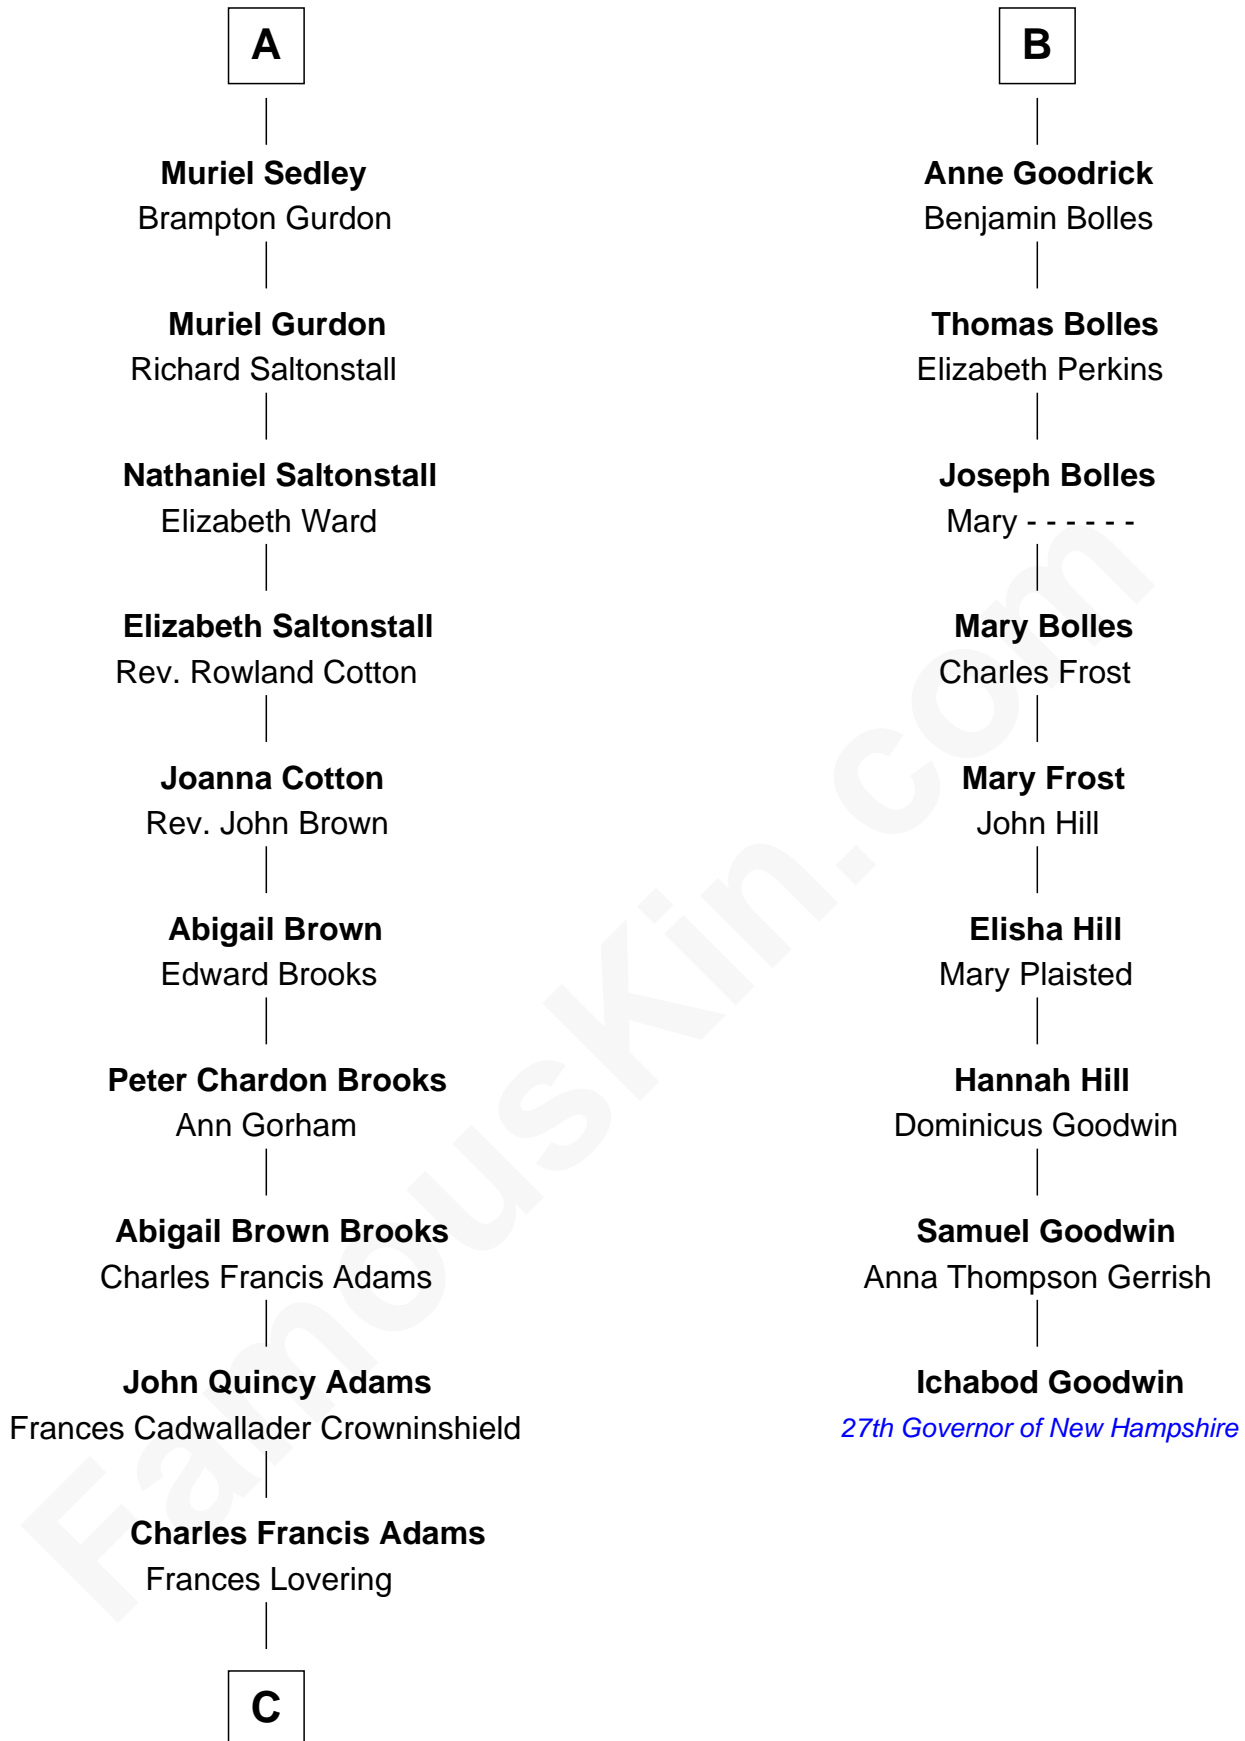 A
Muriel Sedley
Brampton Gurdon
Muriel Gurdon
Richard Saltonstall
Nathaniel Saltonstall
Elizabeth Ward
Elizabeth Saltonstall
Rev. Rowland Cotton
Joanna Cotton
Rev. John Brown
Abigail Brown
Edward Brooks
Peter Chardon Brooks
Ann Gorham
Abigail Brown Brooks
Charles Francis Adams
John Quincy Adams
Frances Cadwallader Crowninshield
Charles Francis Adams
Frances Lovering
C
B
Anne Goodrick
Benjamin Bolles
Thomas Bolles
Elizabeth Perkins
Joseph Bolles
Mary - - - - - -
Mary Bolles
Charles Frost
Mary Frost
John Hill
Elisha Hill
Mary Plaisted
Hannah Hill
Dominicus Goodwin
Samuel Goodwin
Anna Thompson Gerrish
Ichabod Goodwin
27th Governor of New Hampshire
FamousKin.com